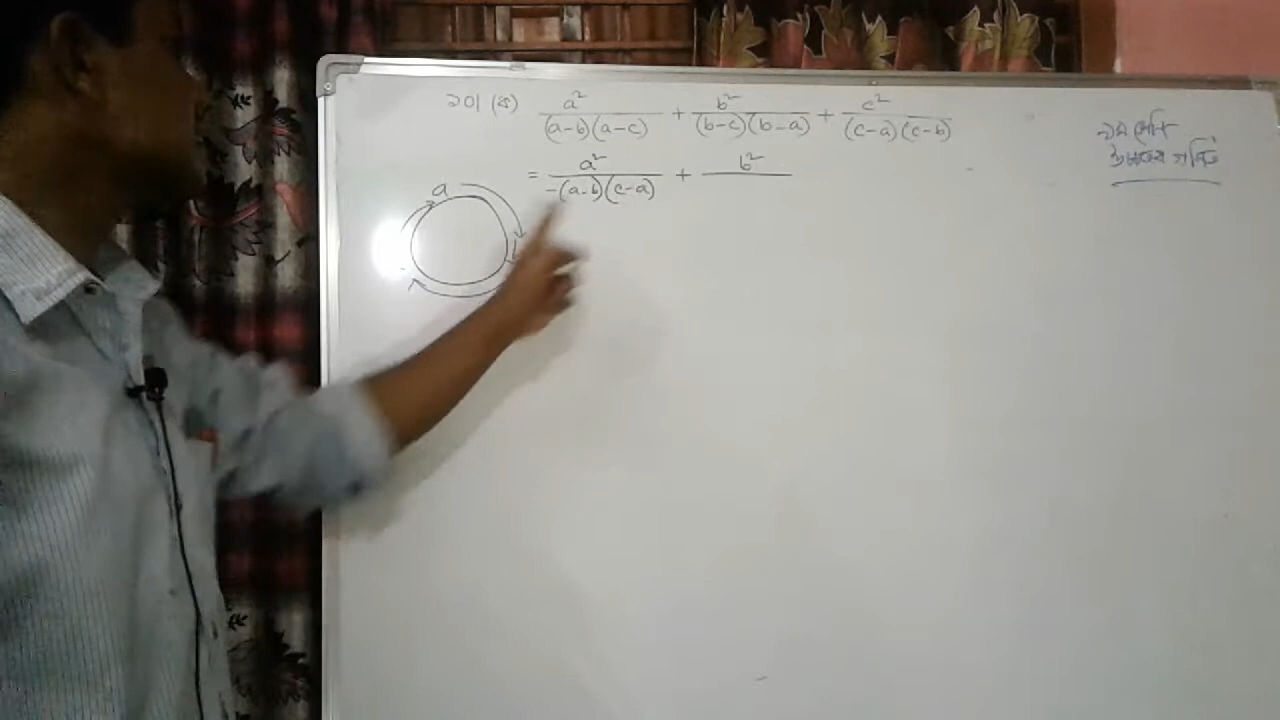 ১০। (ক) a²/(a-b)(a-c) + b²/(b-c)(b-a) + c²/(c-a)(c-b)
= a²/-(a-b)(c-a) + b²/
a
৯ম শ্রেণি
উচ্চতর গণিত